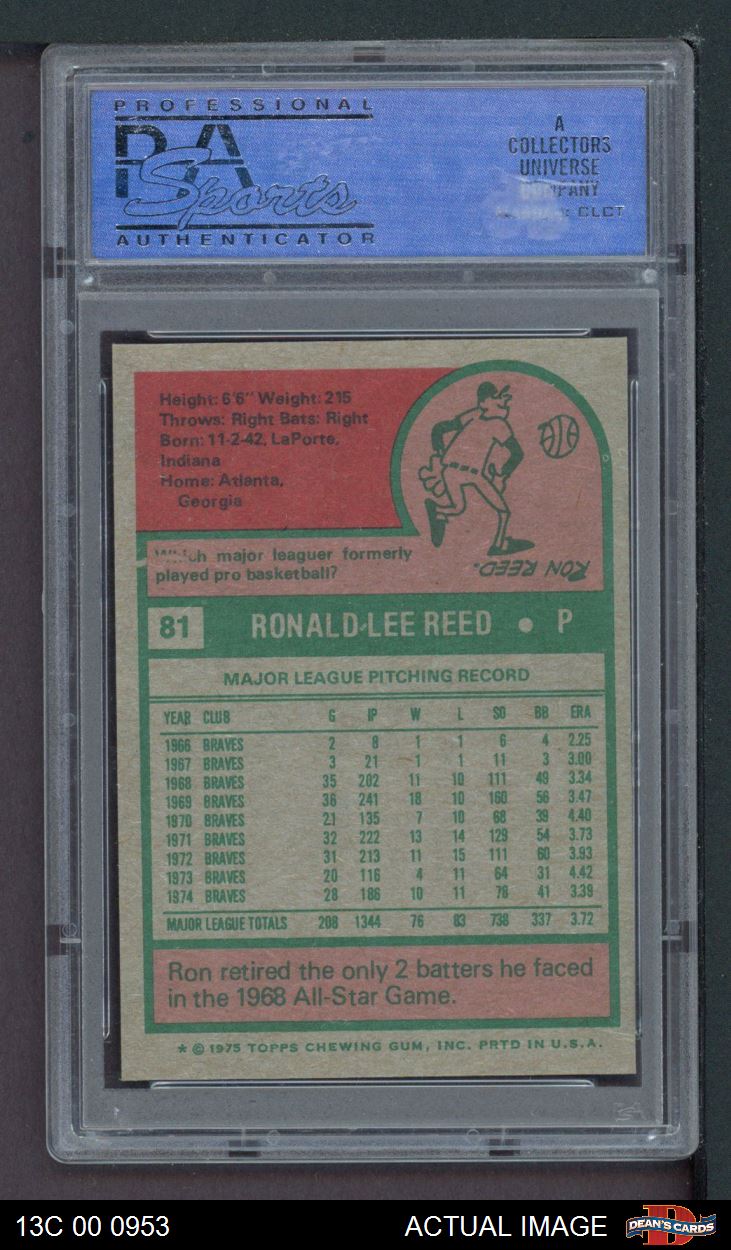 PROFESSIONAL
PSA
Sports
AUTHENTICATOR
A
COLLECTORS
UNIVERSE
COMPANY
CLCT
Height: 6'6" Weight: 215
Throws: Right Bats: Right
Born: 11-2-42, LaPorte,
Indiana
Home: Atlanta,
Georgia
RON REED.
Which major leaguer formerly
played pro basketball?
81 RONALD LEE REED • P
MAJOR LEAGUE PITCHING RECORD
YEAR CLUB G IP W L SO BB ERA
1966 BRAVES 2 8 1 1 6 4 2.25
1967 BRAVES 3 21 1 1 11 3 3.00
1968 BRAVES 35 202 11 10 111 49 3.34
1969 BRAVES 36 241 18 10 160 56 3.47
1970 BRAVES 21 135 7 10 68 39 4.40
1971 BRAVES 32 222 13 14 129 54 3.73
1972 BRAVES 31 213 11 15 111 60 3.93
1973 BRAVES 20 116 4 11 64 31 4.42
1974 BRAVES 28 186 10 11 78 41 3.39
MAJOR LEAGUE TOTALS 208 1344 76 83 738 337 3.72
Ron retired the only 2 batters he faced
in the 1968 All-Star Game.
* © 1975 TOPPS CHEWING GUM, INC. PRTD IN U.S.A.
13C 00 0953 ACTUAL IMAGE
D
DEAN'S CARDS